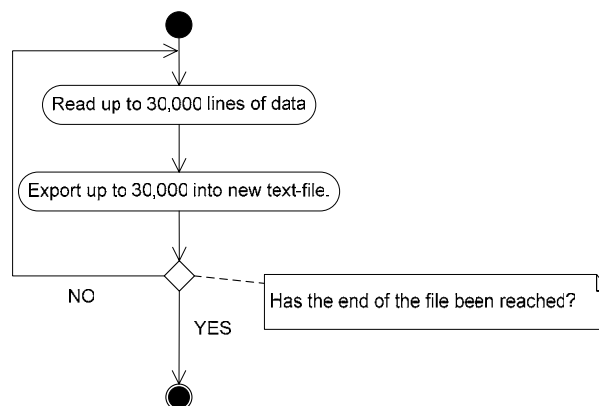 Read up to 30,000 lines of data
Export up to 30,000 into new text-file.
Has the end of the file been reached?
NO
YES